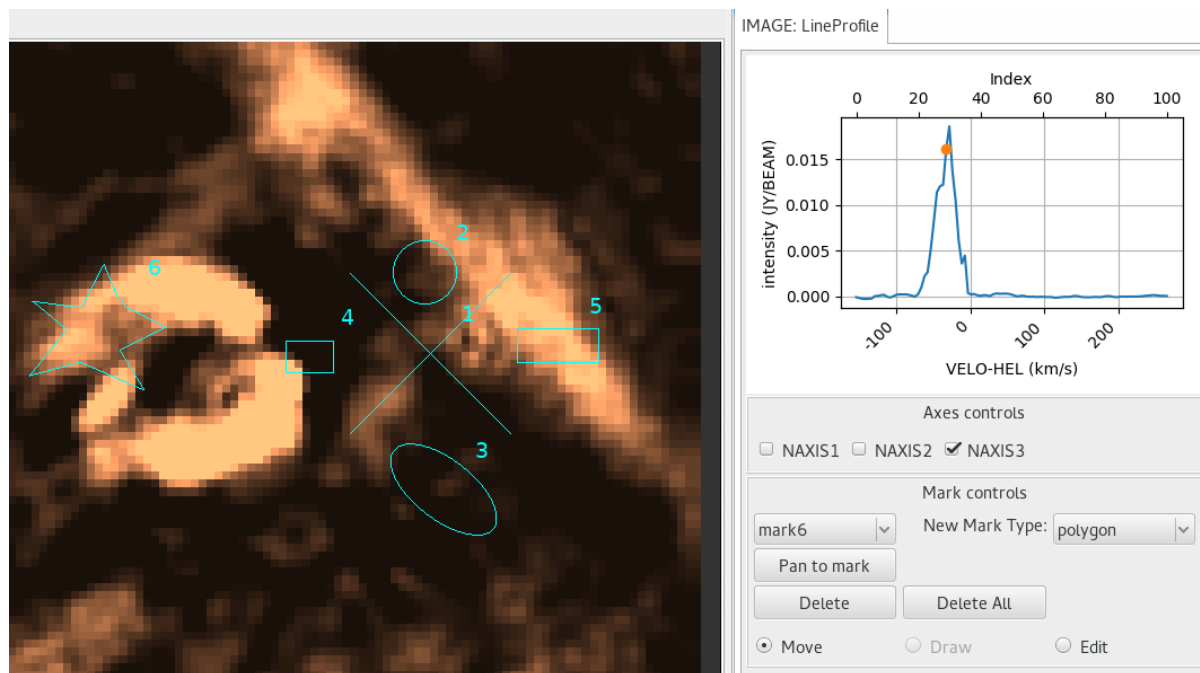 IMAGE: LineProfile
Index
0 20 40 60 80 100
Intensity (JY/BEAM)
0.015
0.010
0.005
0.000
-100 0 100 200
VELO-HEL (km/s)
Axes controls
NAXIS1 NAXIS2 NAXIS3
Mark controls
mark6 New Mark Type: polygon
Pan to mark
Delete Delete All
Move Draw Edit
2
6
5
4 1
3